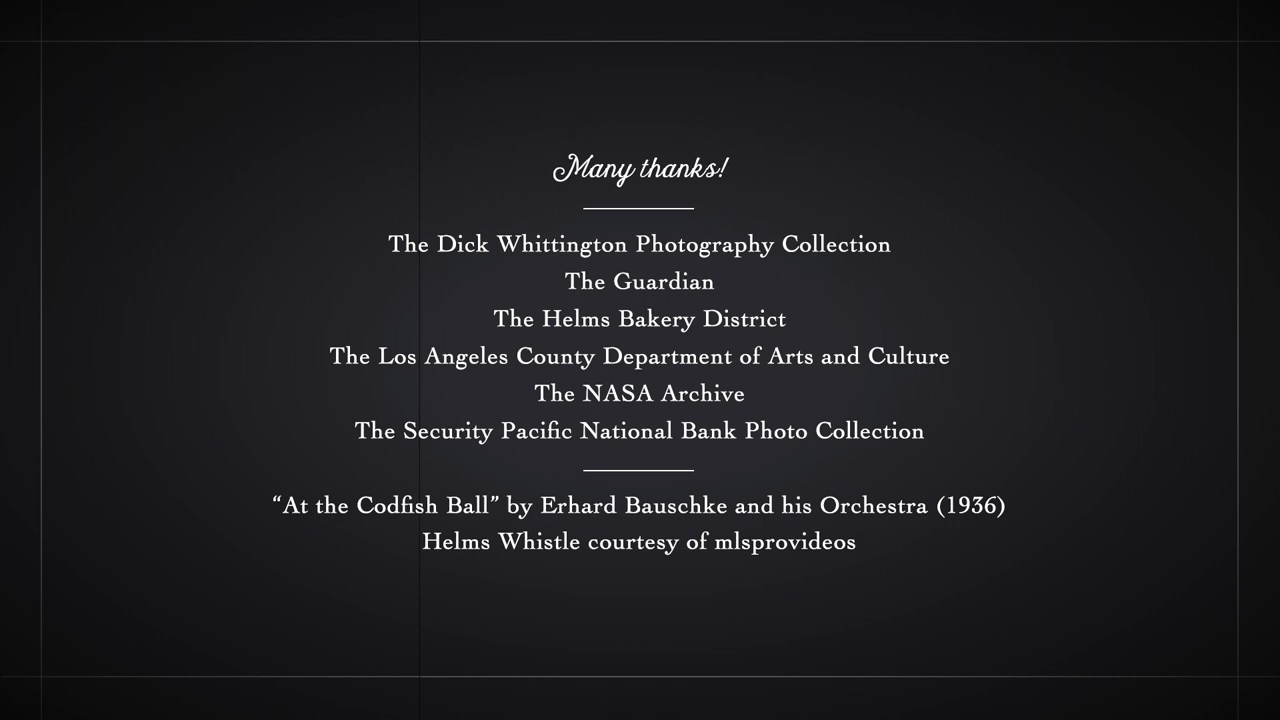 Many thanks!
The Dick Whittington Photography Collection
The Guardian
The Helms Bakery District
The Los Angeles County Department of Arts and Culture
The NASA Archive
The Security Pacific National Bank Photo Collection
“At the Codfish Ball” by Erhard Bauschke and his Orchestra (1936)
Helms Whistle courtesy of mlsprovideos